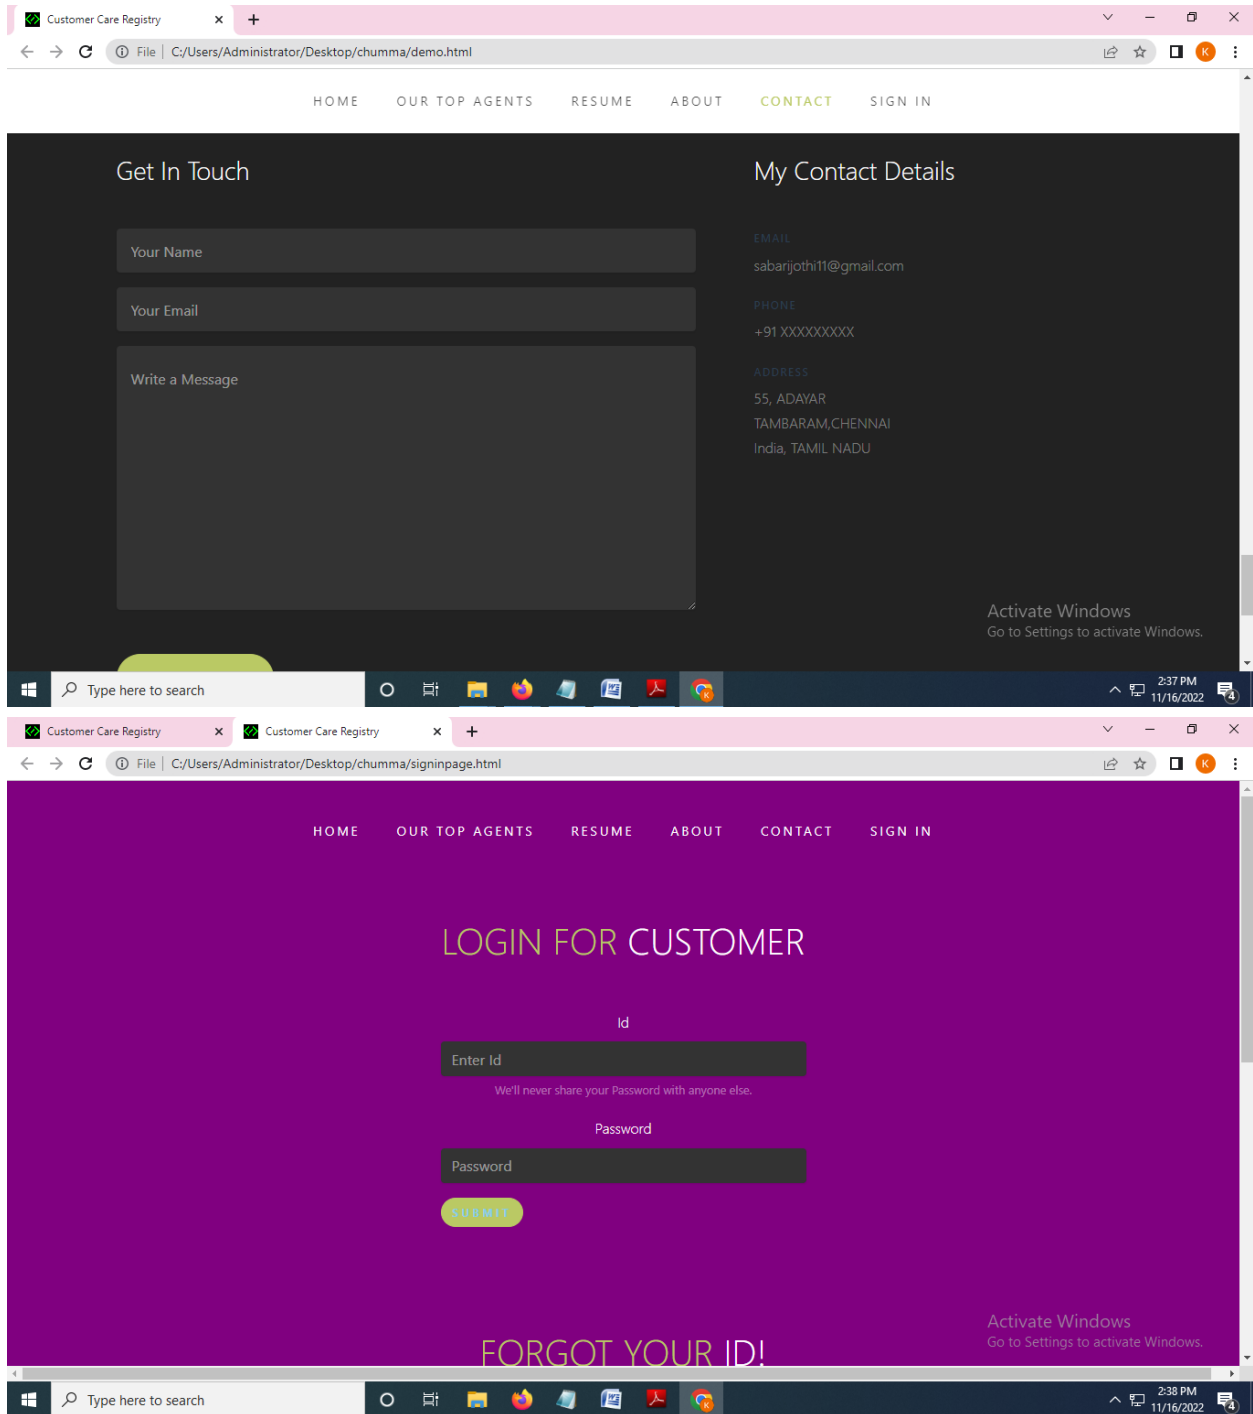 Customer Care Registry
File | C:/Users/Administrator/Desktop/chumma/demo.html
K
HOME OUR TOP AGENTS RESUME ABOUT CONTACT SIGN IN
Get In Touch
My Contact Details
Your Name
EMAIL
sabarijothi11@gmail.com
Your Email
PHONE
+91 XXXXXXXXX
Write a Message
ADDRESS
55, ADAYAR
TAMBARAM,CHENNAI
India, TAMIL NADU
Activate Windows
Go to Settings to activate Windows.
Type here to search
2:37 PM
11/16/2022
4
Customer Care Registry
Customer Care Registry
File | C:/Users/Administrator/Desktop/chumma/signinpage.html
K
HOME OUR TOP AGENTS RESUME ABOUT CONTACT SIGN IN
LOGIN FOR CUSTOMER
Id
Enter Id
We'll never share your Password with anyone else.
Password
Password
SUBMIT
Activate Windows
Go to Settings to activate Windows.
FORGOT YOUR ID!
Type here to search
2:38 PM
11/16/2022
4